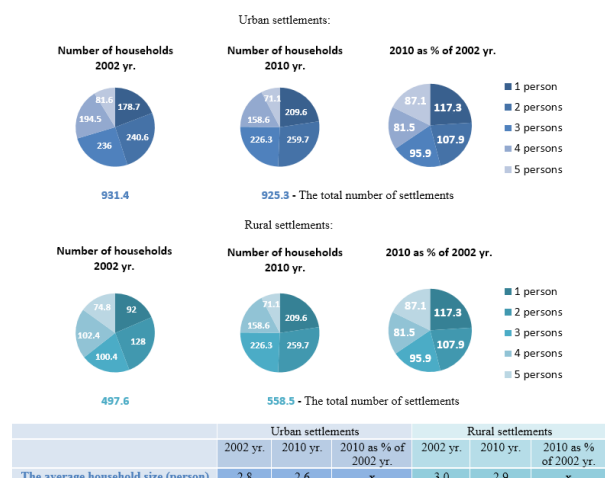 Urban settlements:
Number of households
2002 yr.
Number of households
2010 yr.
2010 as % of 2002 yr.
81.6
178.7
194.5
240.6
236
71.1
209.6
158.6
226.3
259.7
87.1
117.3
81.5
107.9
95.9
1 person
2 persons
3 persons
4 persons
5 persons
931.4
925.3 - The total number of settlements
Rural settlements:
Number of households
2002 yr.
Number of households
2010 yr.
2010 as % of 2002 yr.
74.8
92
102.4
128
100.4
71.1
209.6
158.6
226.3
259.7
87.1
117.3
81.5
107.9
95.9
1 person
2 persons
3 persons
4 persons
5 persons
497.6
558.5 - The total number of settlements
Urban settlements Rural settlements
2002 yr. 2010 yr. 2010 as % of 2002 yr. 2002 yr. 2010 yr. 2010 as % of 2002 yr.
The average household size (person) 2.8 2.6 x 3.0 2.9 x